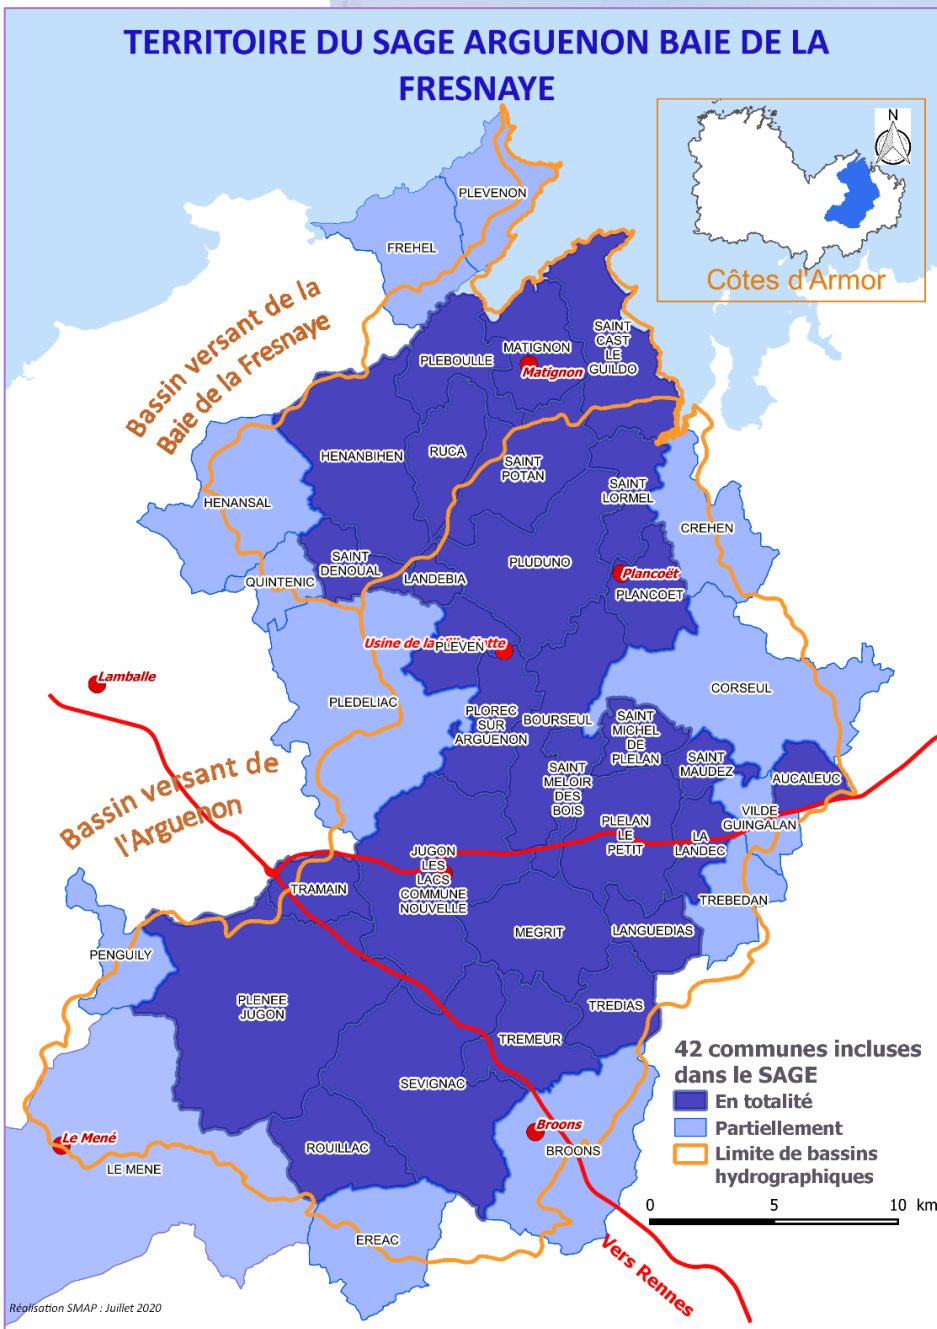 TERRITOIRE DU SAGE ARGUENON BAIE DE LA
FRESNAYE
N
Côtes d'Armor
PLEVENON
FREHEL
Bassin versant de la
Baie de la Fresnaye
SAINT
CAST
LE
GUILDO
MATIGNON
Matignon
PLEBOULLE
HENANBIHEN
RUCA
SAINT
POTAN
SAINT
LORMEL
HENANSAL
CREHEN
SAINT
DENOUAL
LANDEBIA
PLUDUNO
QUINTENIC
Plancoët
PLANCOET
Usine de la
PLEVEN
Lamballe
PLEDELIAC
CORSEUL
PLOREC
SUR
ARGUENON
BOURSEUL
SAINT
MICHEL
DE
PLELAN
SAINT
MAUDEZ
AUCALEUC
SAINT
MELOIR
DES
BOIS
Bassin versant de
l'Arguenon
VILDE
GUINGALAN
PLELAN
LE
PETIT
LA
LANDEC
JUGON
LES
LACS
COMMUNE
NOUVELLE
TRAMAIN
TREBEDAN
MEGRIT
LANGUEDIAS
PENGUILY
PLENEE
JUGON
TREDIAS
TREMEUR
SEVIGNAC
Broons
BROONS
Le Mené
LE MENE
ROUILLAC
EREAC
Vers Rennes
42 communes incluses
dans le SAGE
En totalité
Partiellement
Limite de bassins
hydrographiques
0 5 10 km
Réalisation SMAP : Juillet 2020